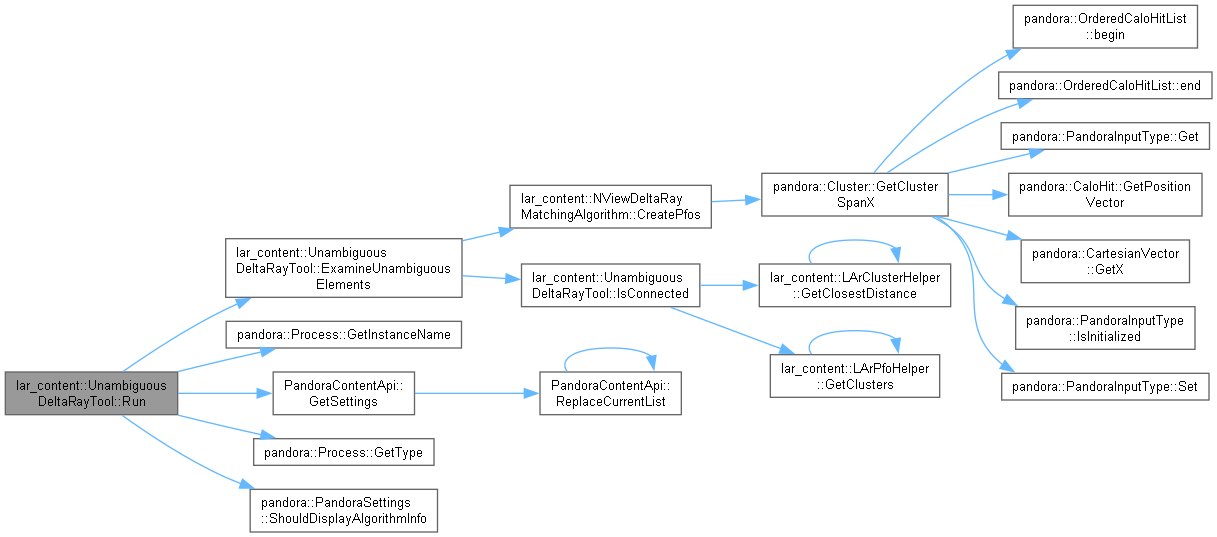 lar_content::Unambiguous
DeltaRayTool::Run
lar_content::Unambiguous
DeltaRayTool::ExamineUnambiguous
Elements
pandora::Process::GetInstanceName
PandoraContentApi::
GetSettings
pandora::Process::GetType
pandora::PandoraSettings
::ShouldDisplayAlgorithmInfo
lar_content::NViewDeltaRay
MatchingAlgorithm::CreatePfos
lar_content::Unambiguous
DeltaRayTool::IsConnected
PandoraContentApi::
ReplaceCurrentList
pandora::Cluster::GetCluster
SpanX
lar_content::LArClusterHelper
::GetClosestDistance
lar_content::LArPfoHelper
::GetClusters
pandora::OrderedCaloHitList
::begin
pandora::OrderedCaloHitList::end
pandora::PandoraInputType::Get
pandora::CaloHit::GetPosition
Vector
pandora::CartesianVector
::GetX
pandora::PandoraInputType
::IsInitialized
pandora::PandoraInputType::Set